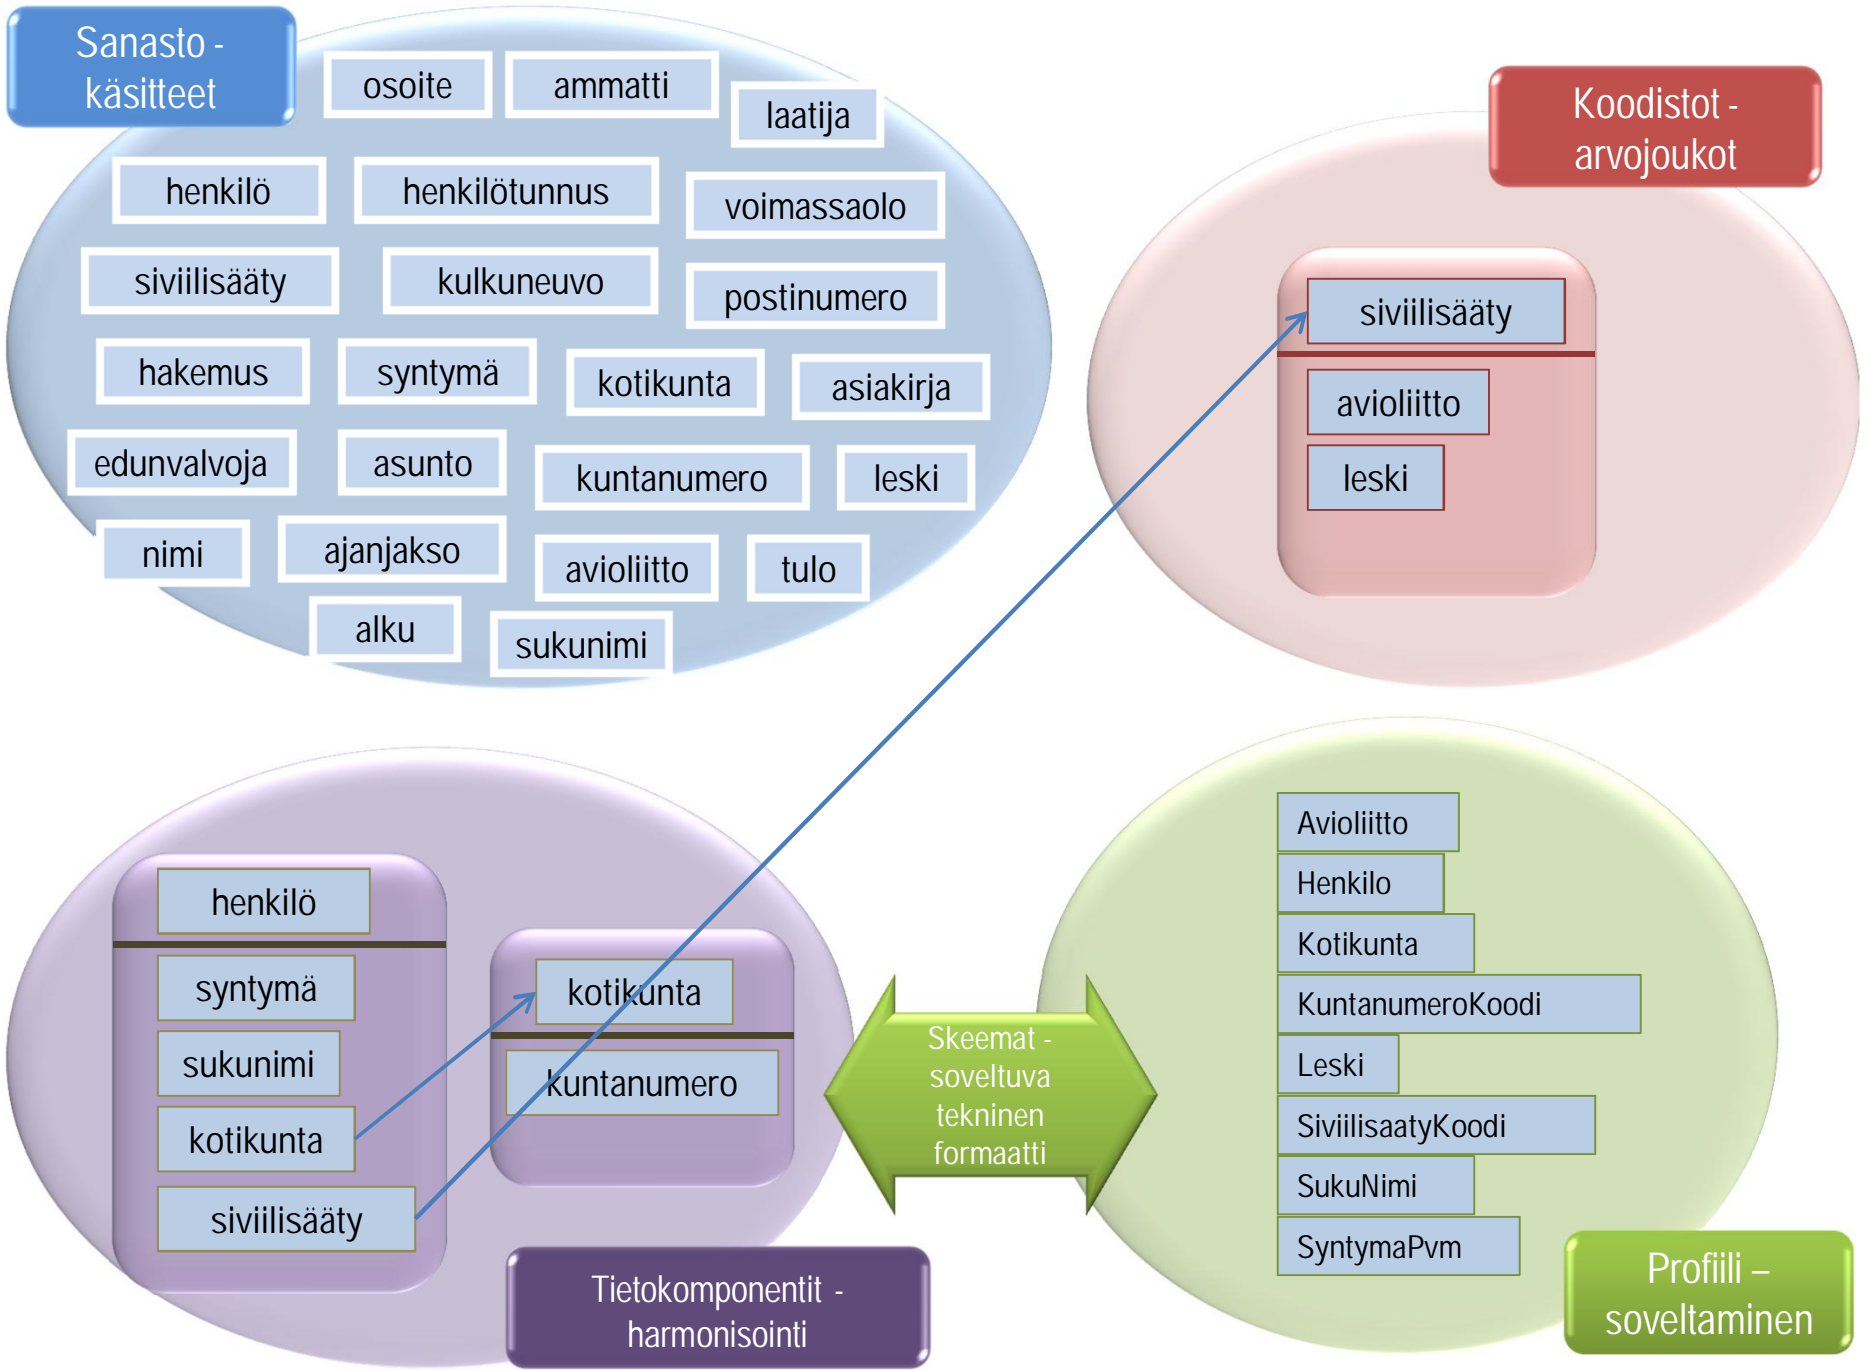 Sanasto -
käsitteet
osoite
ammatti
laatija
henkilö
henkilötunnus
voimassaolo
siviilisääty
kulkuneuvo
postinumero
hakemus
syntymä
kotikunta
asiakirja
edunvalvoja
asunto
kuntanumero
leski
nimi
ajanjakso
avioliitto
tulo
alku
sukunimi
Koodistot -
arvojoukot
siviilisääty
avioliitto
leski
henkilö
syntymä
sukunimi
kotikunta
siviilisääty
kotikunta
kuntanumero
Tietokomponentit -
harmonisointi
Skeemat -
soveltuva
tekninen
formaatti
Avioliitto
Henkilo
Kotikunta
KuntanumeroKoodi
Leski
SiviilisaatyKoodi
SukuNimi
SyntymaPvm
Profiili –
soveltaminen